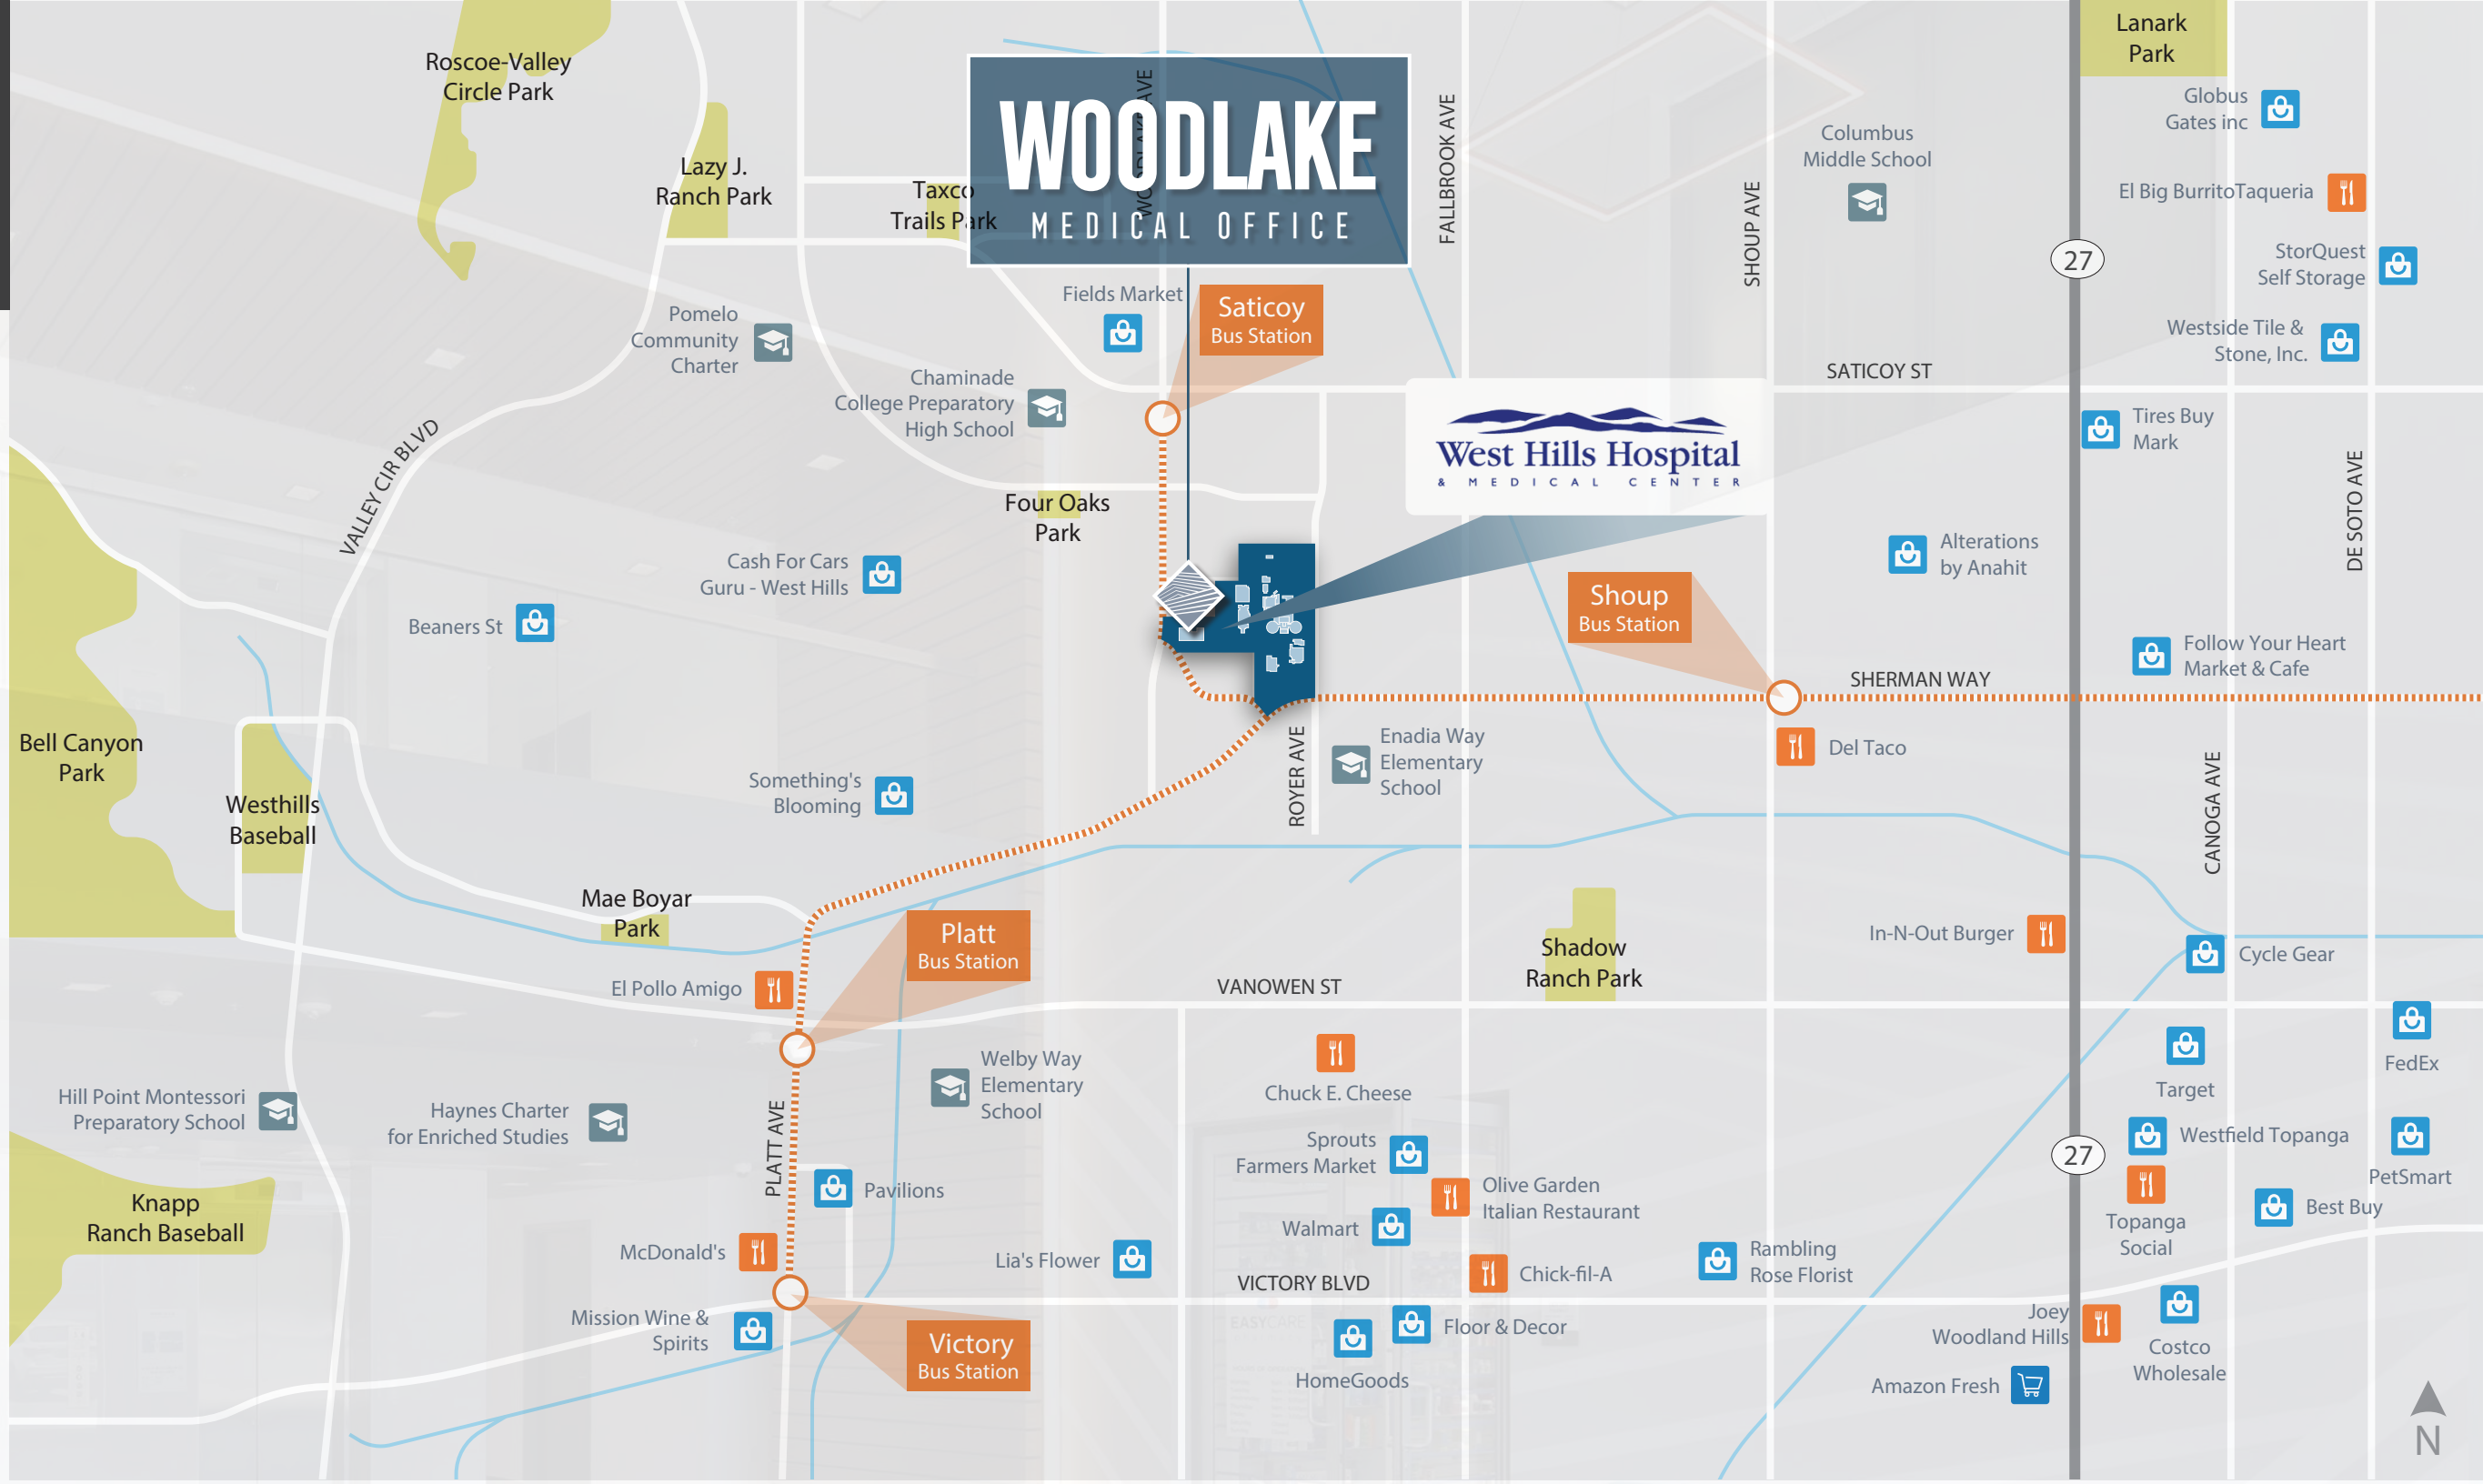 Roscoe-Valley
Circle Park
Lanark
Park
WOODLAKE AVE
WOODLAKE
MEDICAL OFFICE
FALLBROOK AVE
Globus
Gates inc
Columbus
Middle School
Lazy J.
Ranch Park
Taxco
Trails Park
SHOUP AVE
El Big BurritoTaqueria
27
StorQuest
Self Storage
Fields Market
Saticoy
Bus Station
Pomelo
Community
Charter
Westside Tile &
Stone, Inc.
SATICOY ST
Chaminade
College Preparatory
High School
West Hills Hospital
& MEDICAL CENTER
Tires Buy
Mark
VALLEY CIR BLVD
DE SOTO AVE
Four Oaks
Park
Cash For Cars
Guru - West Hills
Alterations
by Anahit
Beaners St
Shoup
Bus Station
Follow Your Heart
Market & Cafe
SHERMAN WAY
Bell Canyon
Park
Enadia Way
Elementary
School
ROYER AVE
Del Taco
CANOGA AVE
Something's
Blooming
Westhills
Baseball
Mae Boyar
Park
Platt
Bus Station
Shadow
Ranch Park
In-N-Out Burger
Cycle Gear
El Pollo Amigo
VANOWEN ST
Welby Way
Elementary
School
Chuck E. Cheese
Target
FedEx
Hill Point Montessori
Preparatory School
Haynes Charter
for Enriched Studies
PLATT AVE
Sprouts
Farmers Market
27
Westfield Topanga
PetSmart
Pavilions
Olive Garden
Italian Restaurant
Knapp
Ranch Baseball
Walmart
Topanga
Social
Best Buy
McDonald's
Lia's Flower
Chick-fil-A
Rambling
Rose Florist
VICTORY BLVD
Mission Wine &
Spirits
Victory
Bus Station
EASYCARE
Floor & Decor
HomeGoods
Joey
Woodland Hills
Costco
Wholesale
Amazon Fresh
N